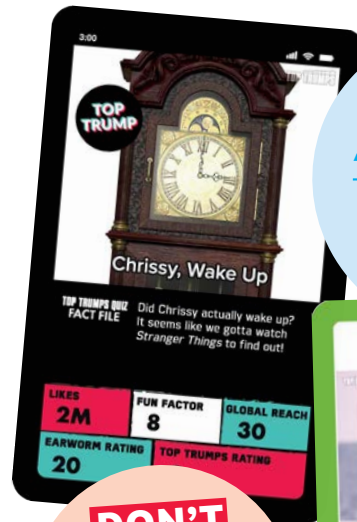 3:00
TOP TRUMPS
TOP
TRUMP
Chrissy, Wake Up
TOP TRUMPS QUIZ
FACT FILE
Did Chrissy actually wake up?
It seems like we gotta watch
Stranger Things to find out!
LIKES
2M
FUN FACTOR
8
GLOBAL REACH
30
EARWORM RATING
20
TOP TRUMPS RATING
DON'T